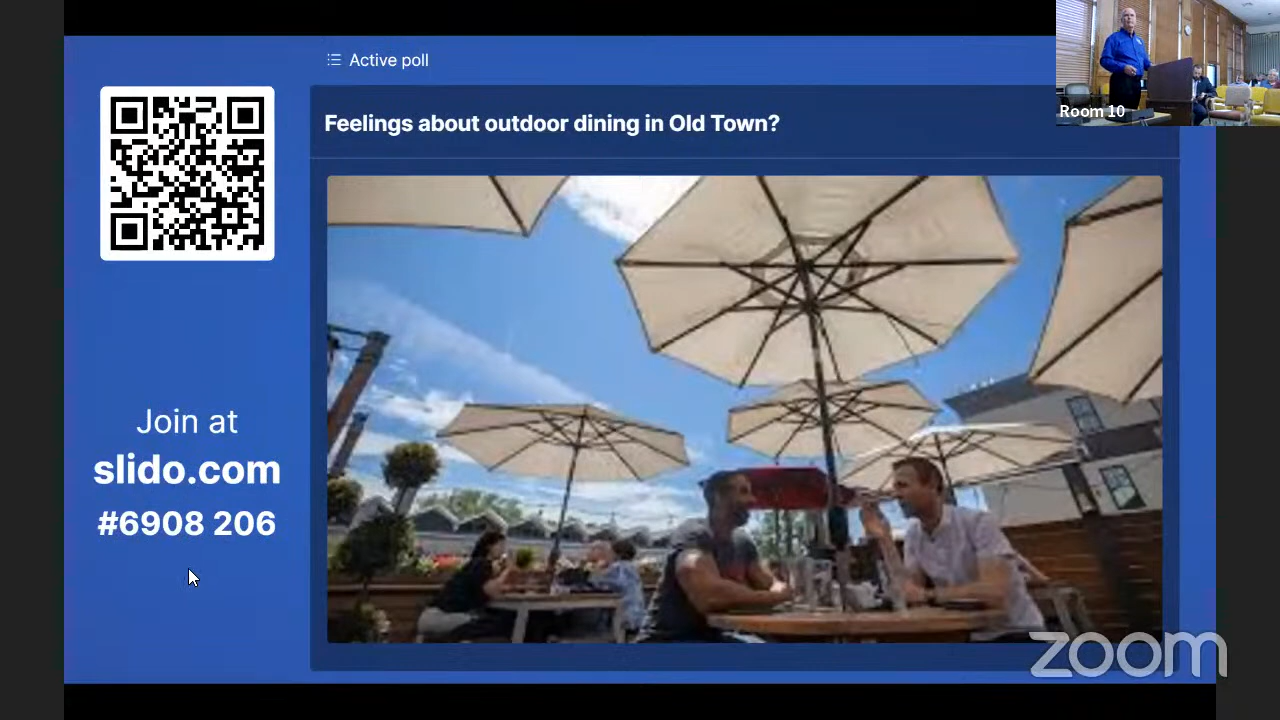 Active poll
Feelings about outdoor dining in Old Town?
Room 10
Join at
slido.com
#6908 206
zoom